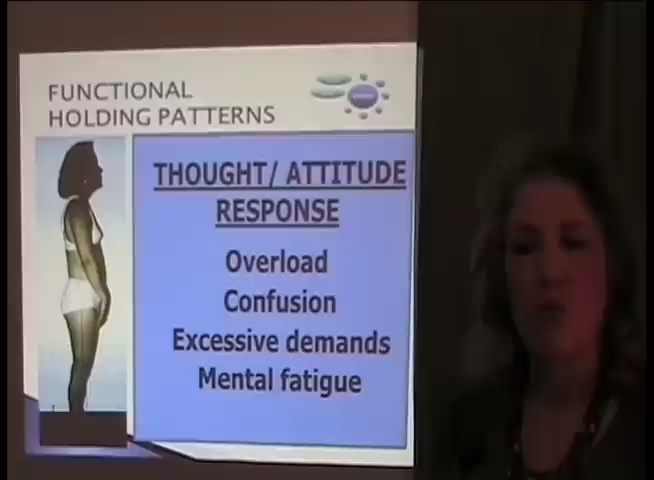 FUNCTIONAL
HOLDING PATTERNS
THOUGHT/ ATTITUDE
RESPONSE
Overload
Confusion
Excessive demands
Mental fatigue